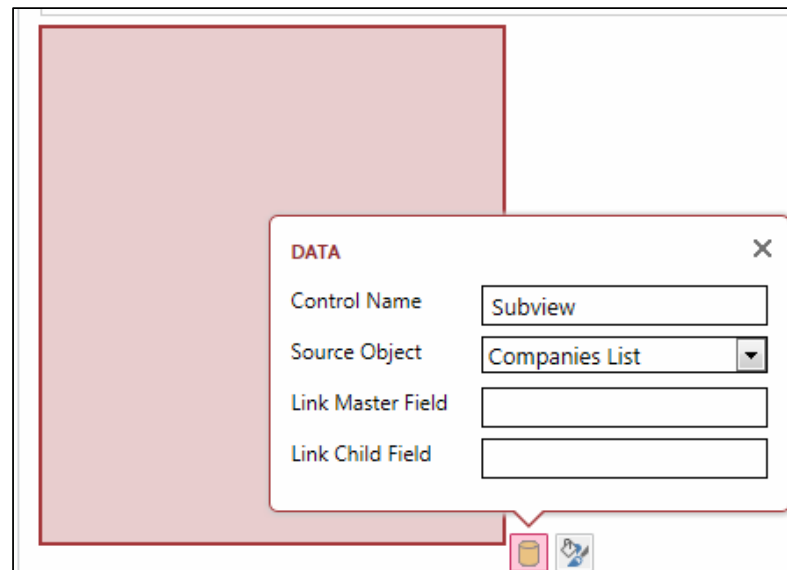 DATA
Control Name
Subview
Source Object
Companies List
Link Master Field
Link Child Field